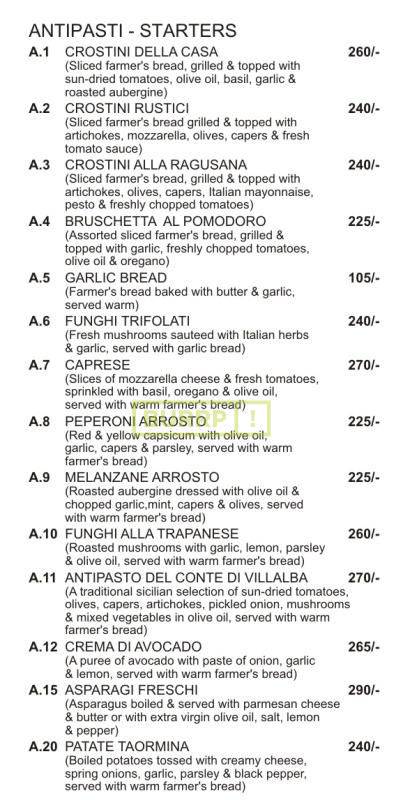 ANTIPASTI - STARTERS
A.1 CROSTINI DELLA CASA 260/-
(Sliced farmer's bread, grilled & topped with
sun-dried tomatoes, olive oil, basil, garlic &
roasted aubergine)
A.2 CROSTINI RUSTICI 240/-
(Sliced farmer's bread grilled & topped with
artichokes, mozzarella, olives, capers & fresh
tomato sauce)
A.3 CROSTINI ALLA RAGUSANA 240/-
(Sliced farmer's bread, grilled & topped with
artichokes, olives, capers, Italian mayonnaise,
pesto & freshly chopped tomatoes)
A.4 BRUSCHETTA AL POMODORO 225/-
(Assorted sliced farmer's bread, grilled &
topped with garlic, freshly chopped tomatoes,
olive oil & oregano)
A.5 GARLIC BREAD 105/-
(Farmer's bread baked with butter & garlic,
served warm)
A.6 FUNGHI TRIFOLATI 240/-
(Fresh mushrooms sauteed with Italian herbs
& garlic, served with garlic bread)
A.7 CAPRESE 270/-
(Slices of mozzarella cheese & fresh tomatoes,
sprinkled with basil, oregano & olive oil,
served with warm farmer's bread)
BURRP!
A.8 PEPERONI ARROSTO 225/-
(Red & yellow capsicum with olive oil,
garlic, capers & parsley, served with warm
farmer's bread)
A.9 MELANZANE ARROSTO 225/-
(Roasted aubergine dressed with olive oil &
chopped garlic,mint, capers & olives, served
with warm farmer's bread)
A.10 FUNGHI ALLA TRAPANESE 260/-
(Roasted mushrooms with garlic, lemon, parsley
& olive oil, served with warm farmer's bread)
A.11 ANTIPASTO DEL CONTE DI VILLALBA 270/-
(A traditional sicilian selection of sun-dried tomatoes,
olives, capers, artichokes, pickled onion, mushrooms
& mixed vegetables in olive oil, served with warm
farmer's bread)
A.12 CREMA DI AVOCADO 265/-
(A puree of avocado with paste of onion, garlic
& lemon, served with warm farmer's bread)
A.15 ASPARAGI FRESCHI 290/-
(Asparagus boiled & served with parmesan cheese
& butter or with extra virgin olive oil, salt, lemon
& pepper)
A.20 PATATE TAORMINA 240/-
(Boiled potatoes tossed with creamy cheese,
spring onions, garlic, parsley & black pepper,
served with warm farmer's bread)